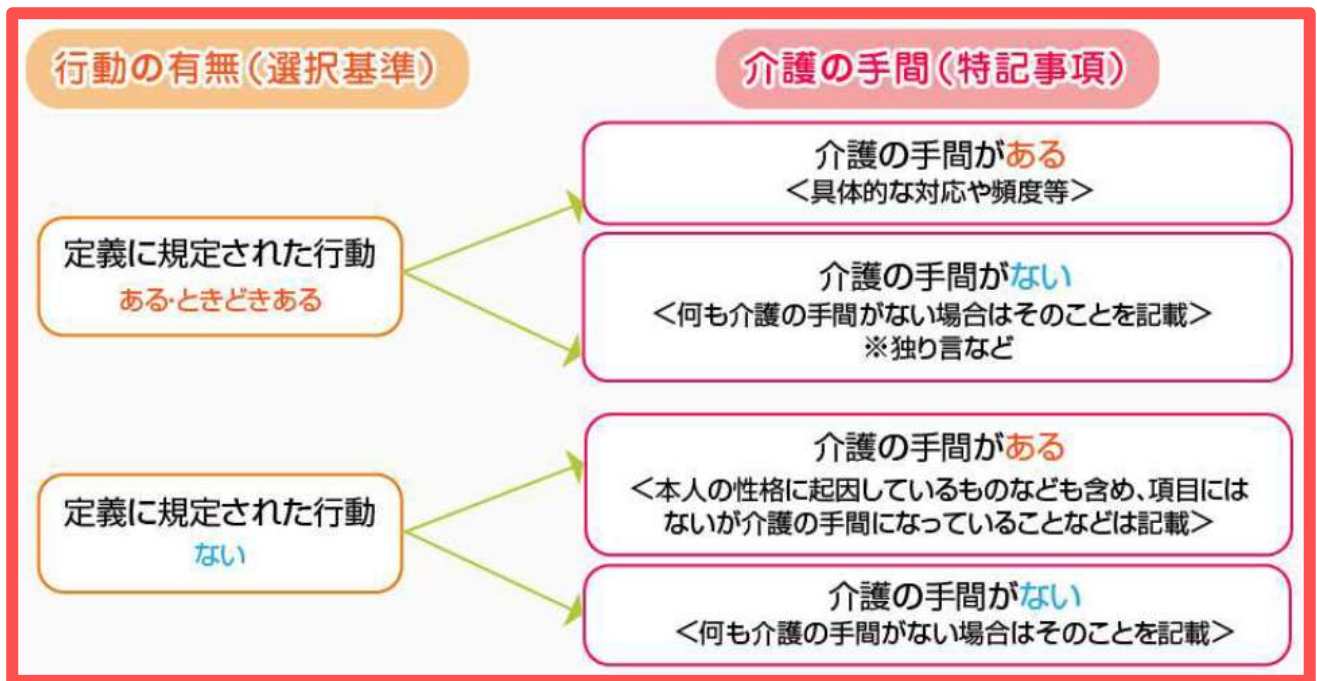 行動の有無(選択基準)
介護の手間(特記事項)
定義に規定された行動
ある・ときどきある
介護の手間がある
<具体的な対応や頻度等>
介護の手間がない
<何も介護の手間がない場合はそのことを記載>
※独り言など
定義に規定された行動
ない
介護の手間がある
<本人の性格に起因しているものなども含め、項目には
ないが介護の手間になっていることなどは記載>
介護の手間がない
<何も介護の手間がない場合はそのことを記載>